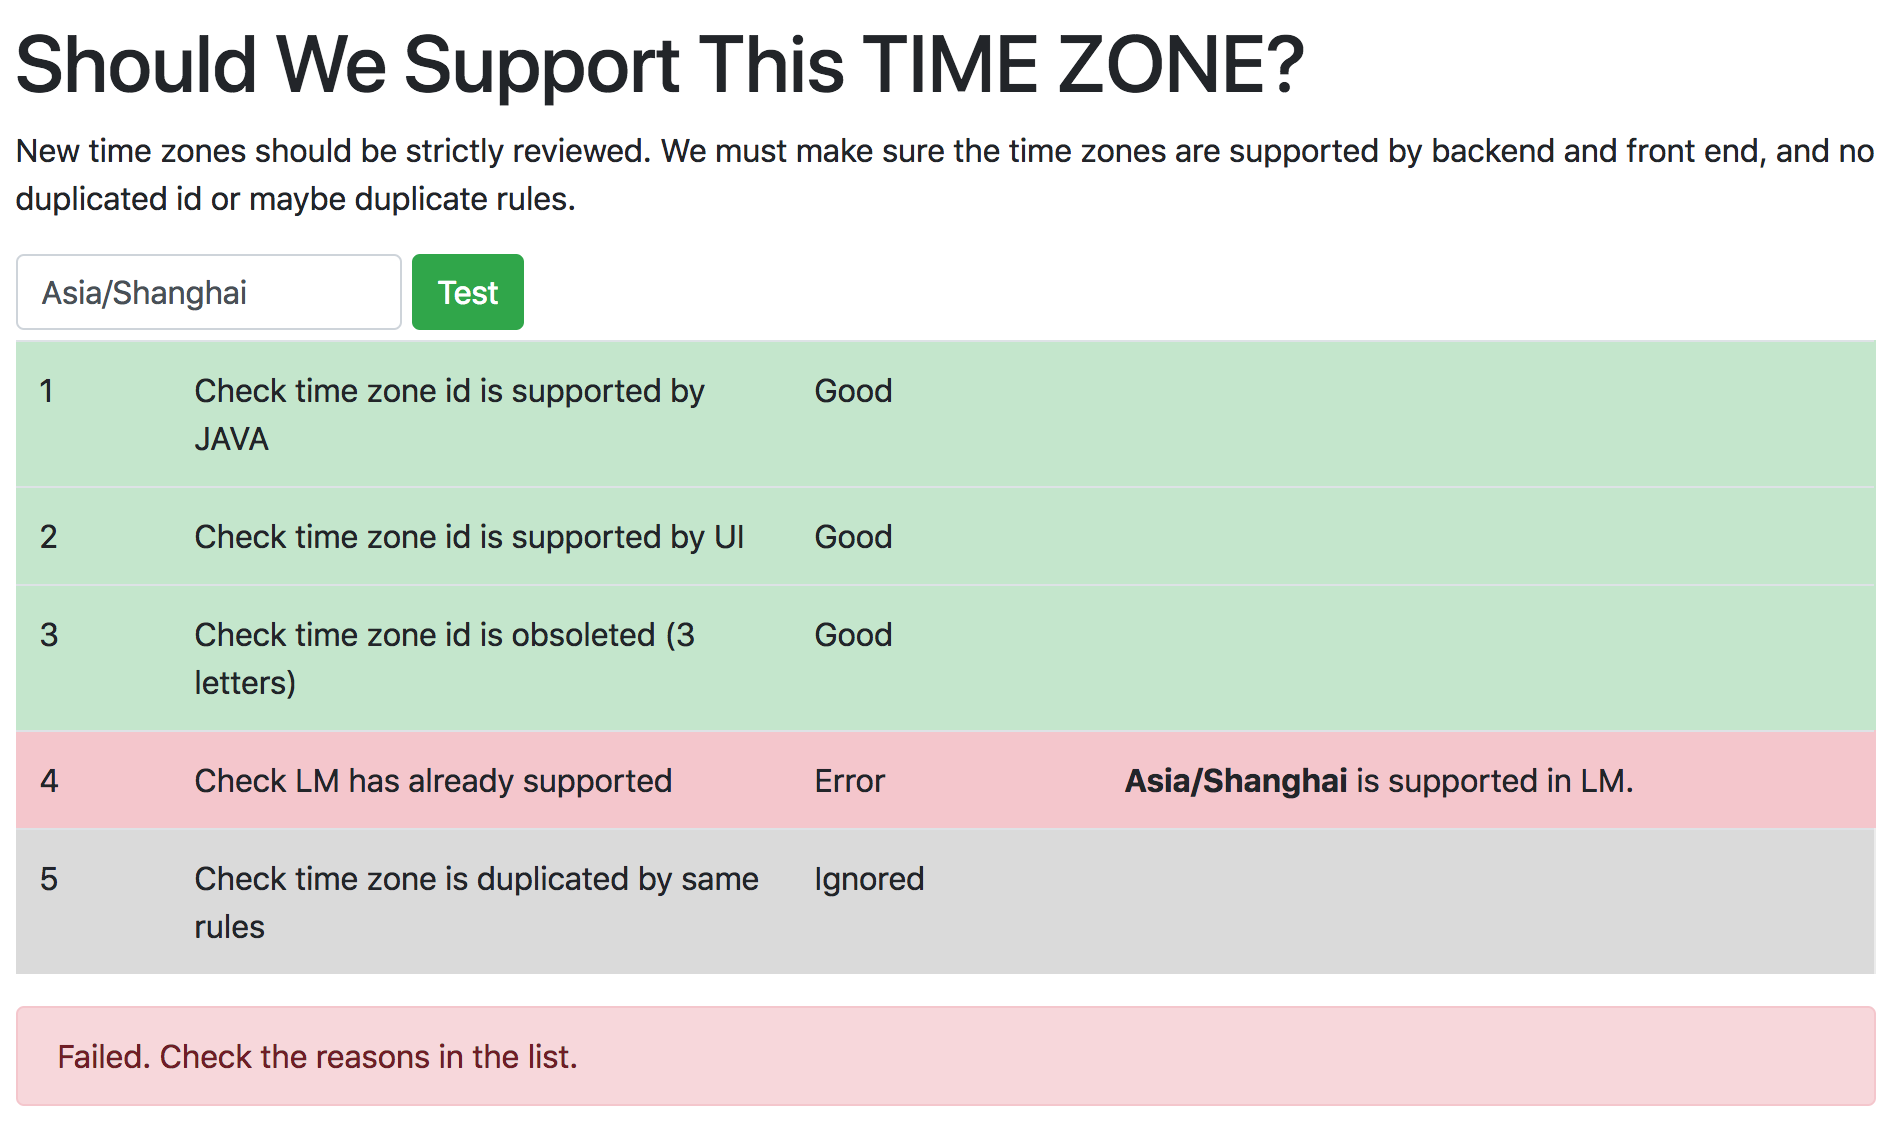 Should We Support This TIME ZONE?
New time zones should be strictly reviewed. We must make sure the time zones are supported by backend and front end, and no
duplicated id or maybe duplicate rules.
Asia/Shanghai Test
1 Check time zone id is supported by Good
JAVA
2 Check time zone id is supported by UI Good
3 Check time zone id is obsoleted (3 Good
letters)
4 Check LM has already supported Error Asia/Shanghai is supported in LM.
5 Check time zone is duplicated by same Ignored
rules
Failed. Check the reasons in the list.